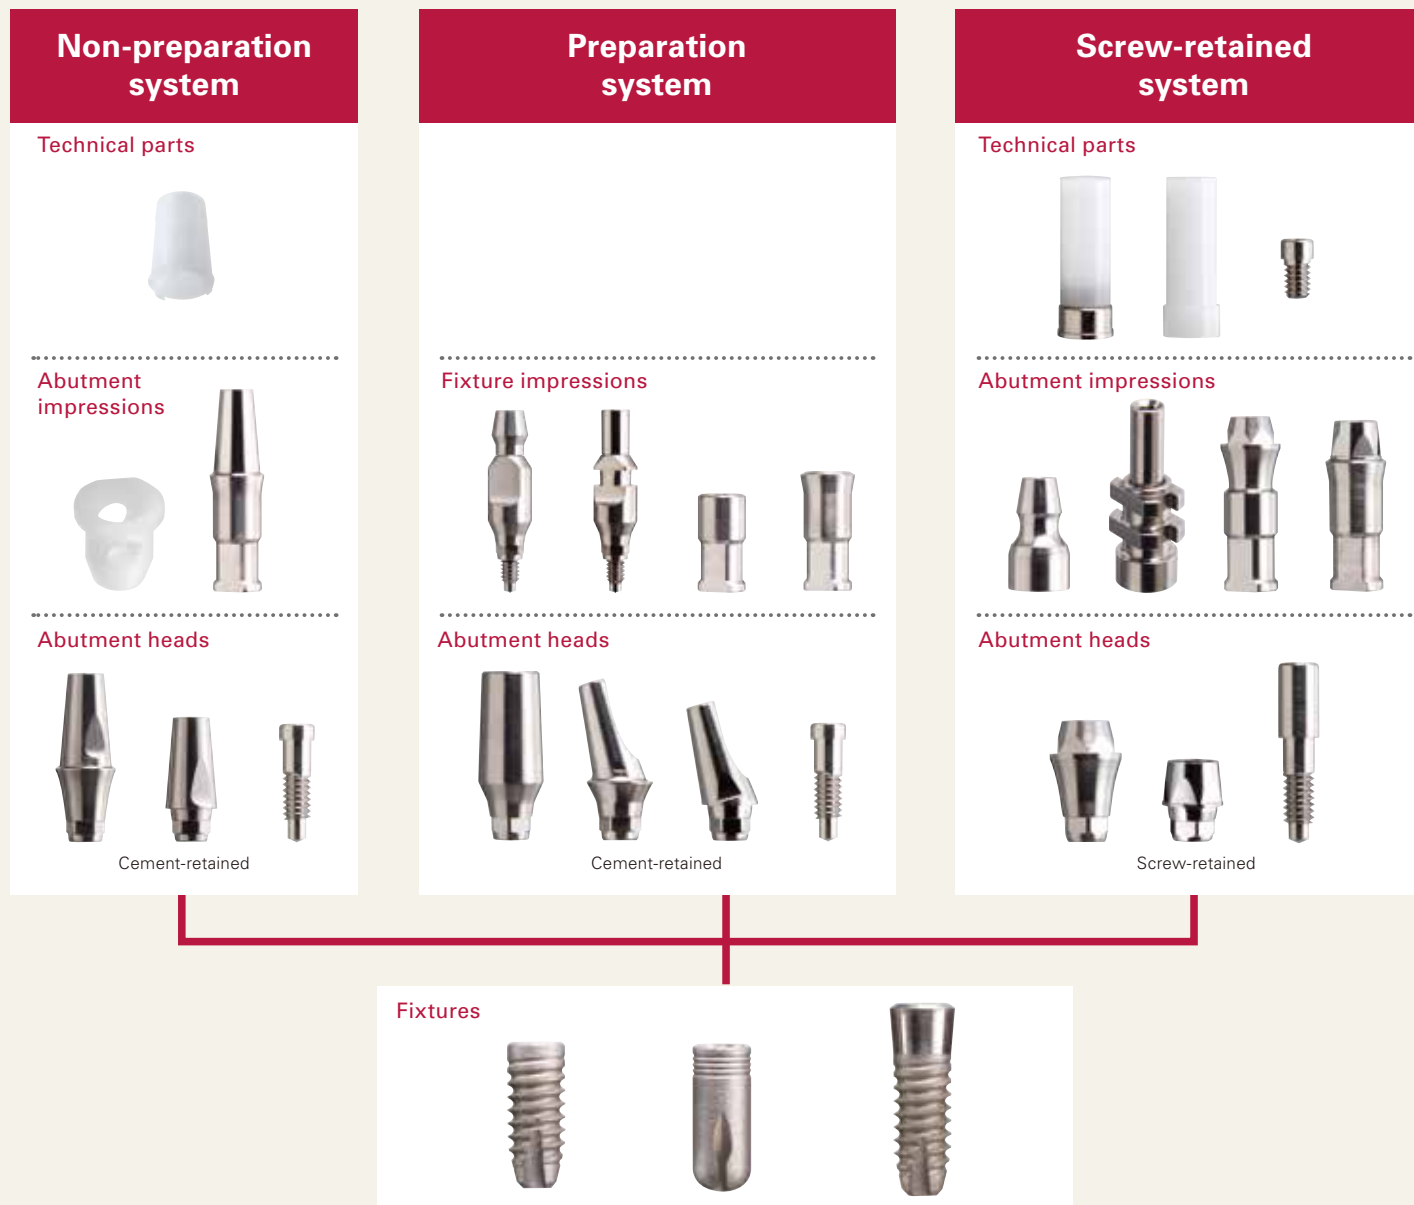 Non-preparation
system
Technical parts
Abutment
impressions
Abutment heads
Cement-retained
Preparation
system
Fixture impressions
Abutment heads
Cement-retained
Screw-retained
system
Technical parts
Abutment impressions
Abutment heads
Screw-retained
Fixtures